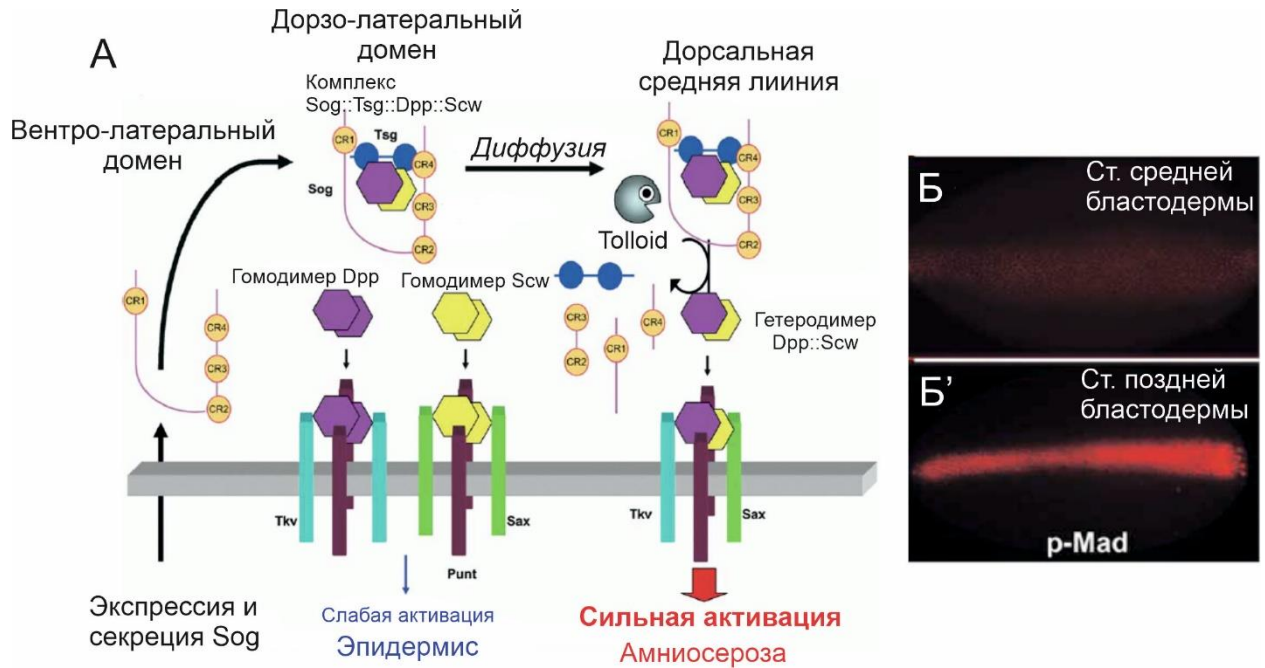 А
Вентро-латеральный
домен
Дорзо-латеральный
домен
Комплекс
Sog::Tsg::Dpp::Scw
CR1
Tsg
CR4
Sog
CR3
CR2
Диффузия
Дорсальная
средняя лииния
CR1
CR4
CR3
CR2
Tolloid
CR1
CR4
CR3
CR2
Гомодимер Dpp
Гомодимер Scw
CR3
CR2
CR1
CR4
Гетеродимер
Dpp::Scw
Tkv
Punt
Sax
Tkv
Sax
Экспрессия и
секреция Sog
Слабая активация
Эпидермис
Сильная активация
Амниосероза
Б
Ст. средней
бластодермы
Б’
Ст. поздней
бластодермы
p-Mad